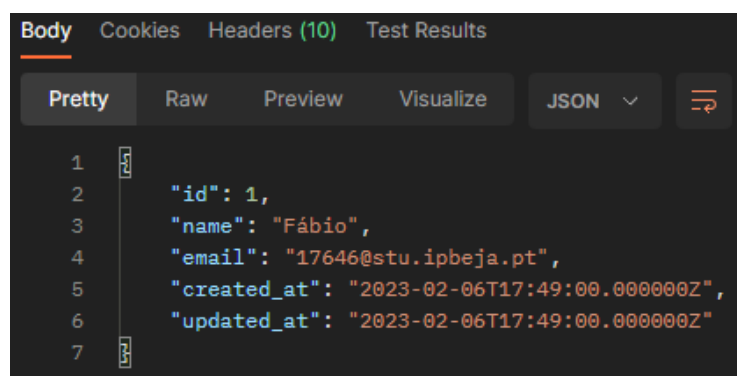 Body Cookies Headers (10) Test Results
Pretty Raw Preview Visualize JSON
1 {
2 "id": 1,
3 "name": "Fábio",
4 "email": "17646@stu.ipbeja.pt",
5 "created_at": "2023-02-06T17:49:00.000000Z",
6 "updated_at": "2023-02-06T17:49:00.000000Z"
7 }